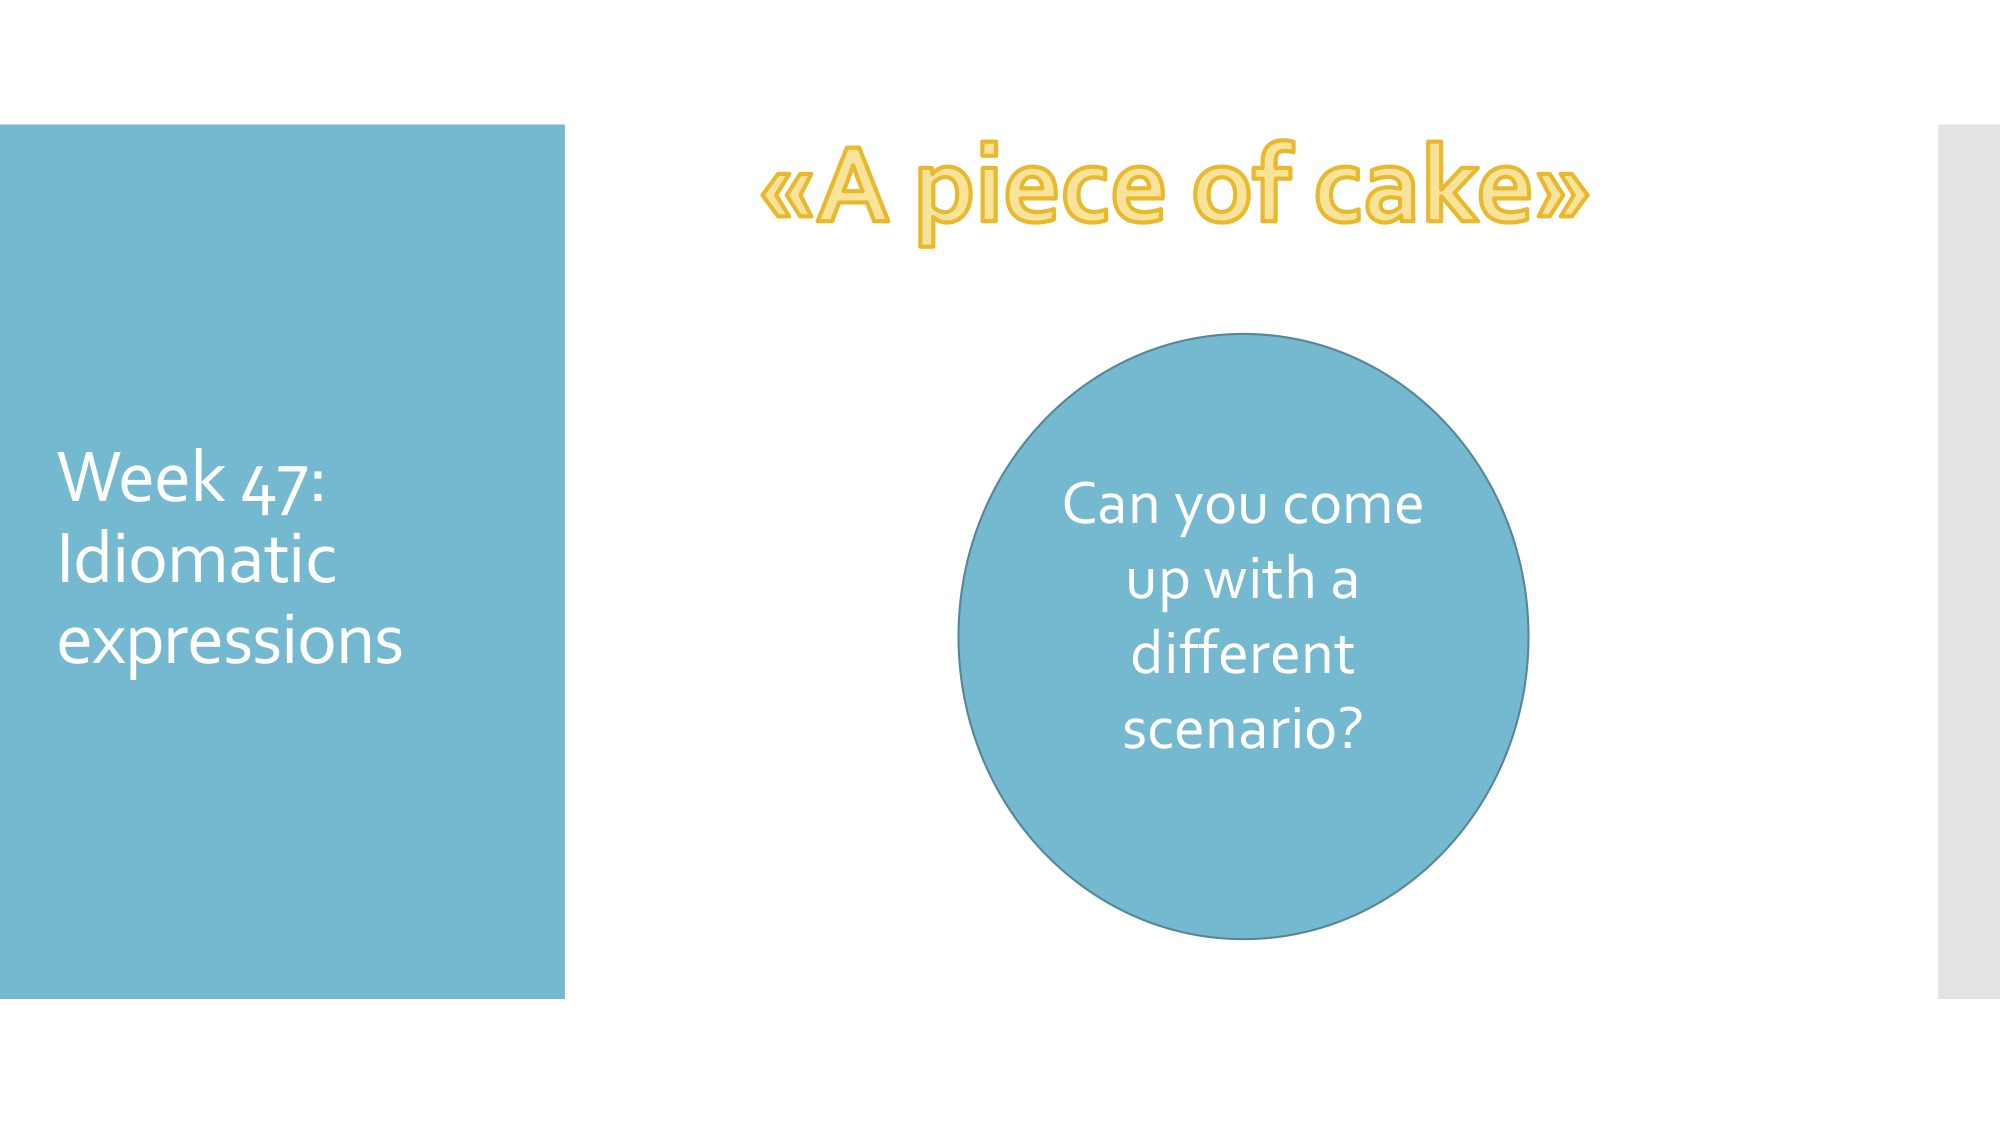 Week 47:
Idiomatic
expressions
«A piece of cake»
Can you come
up with a
different
scenario?